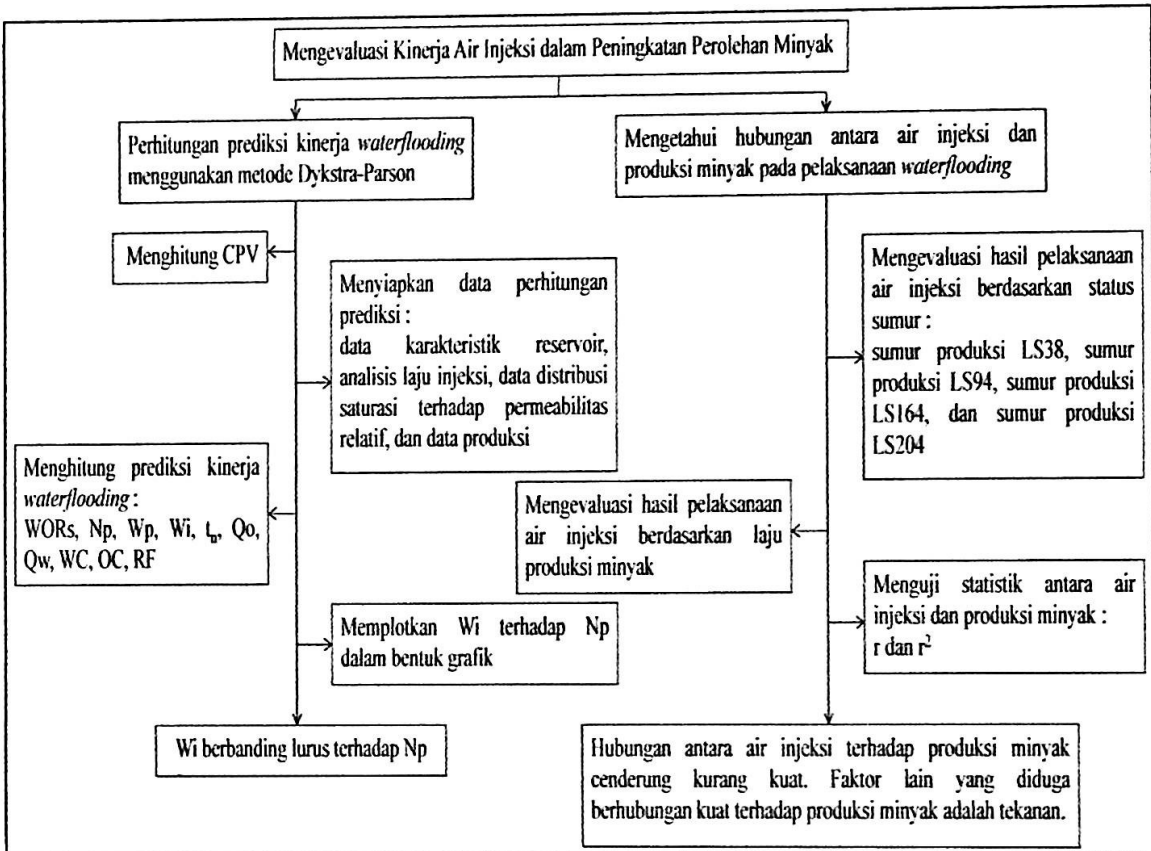 Mengevaluasi Kinerja Air Injeksi dalam Peningkatan Perolehan Minyak
Perhitungan prediksi kinerja waterflooding
menggunakan metode Dykstra-Parson
Mengetahui hubungan antara air injeksi dan
produksi minyak pada pelaksanaan waterflooding
Menghitung CPV
Menyiapkan data perhitungan
prediksi :
data karakteristik reservoir,
analisis laju injeksi, data distribusi
saturasi terhadap permeabilitas
relatif, dan data produksi
Mengevaluasi hasil pelaksanaan
air injeksi berdasarkan status
sumur :
sumur produksi LS38, sumur
produksi LS94, sumur produksi
LS164, dan sumur produksi
LS204
Menghitung prediksi kinerja
waterflooding :
WORs, Np, Wp, Wi, tn, Qo,
Qw, WC, OC, RF
Mengevaluasi hasil pelaksanaan
air injeksi berdasarkan laju
produksi minyak
Menguji statistik antara air
injeksi dan produksi minyak :
r dan r²
Memplotkan Wi terhadap Np
dalam bentuk grafik
Wi berbanding lurus terhadap Np
Hubungan antara air injeksi terhadap produksi minyak
cenderung kurang kuat. Faktor lain yang diduga
berhubungan kuat terhadap produksi minyak adalah tekanan.